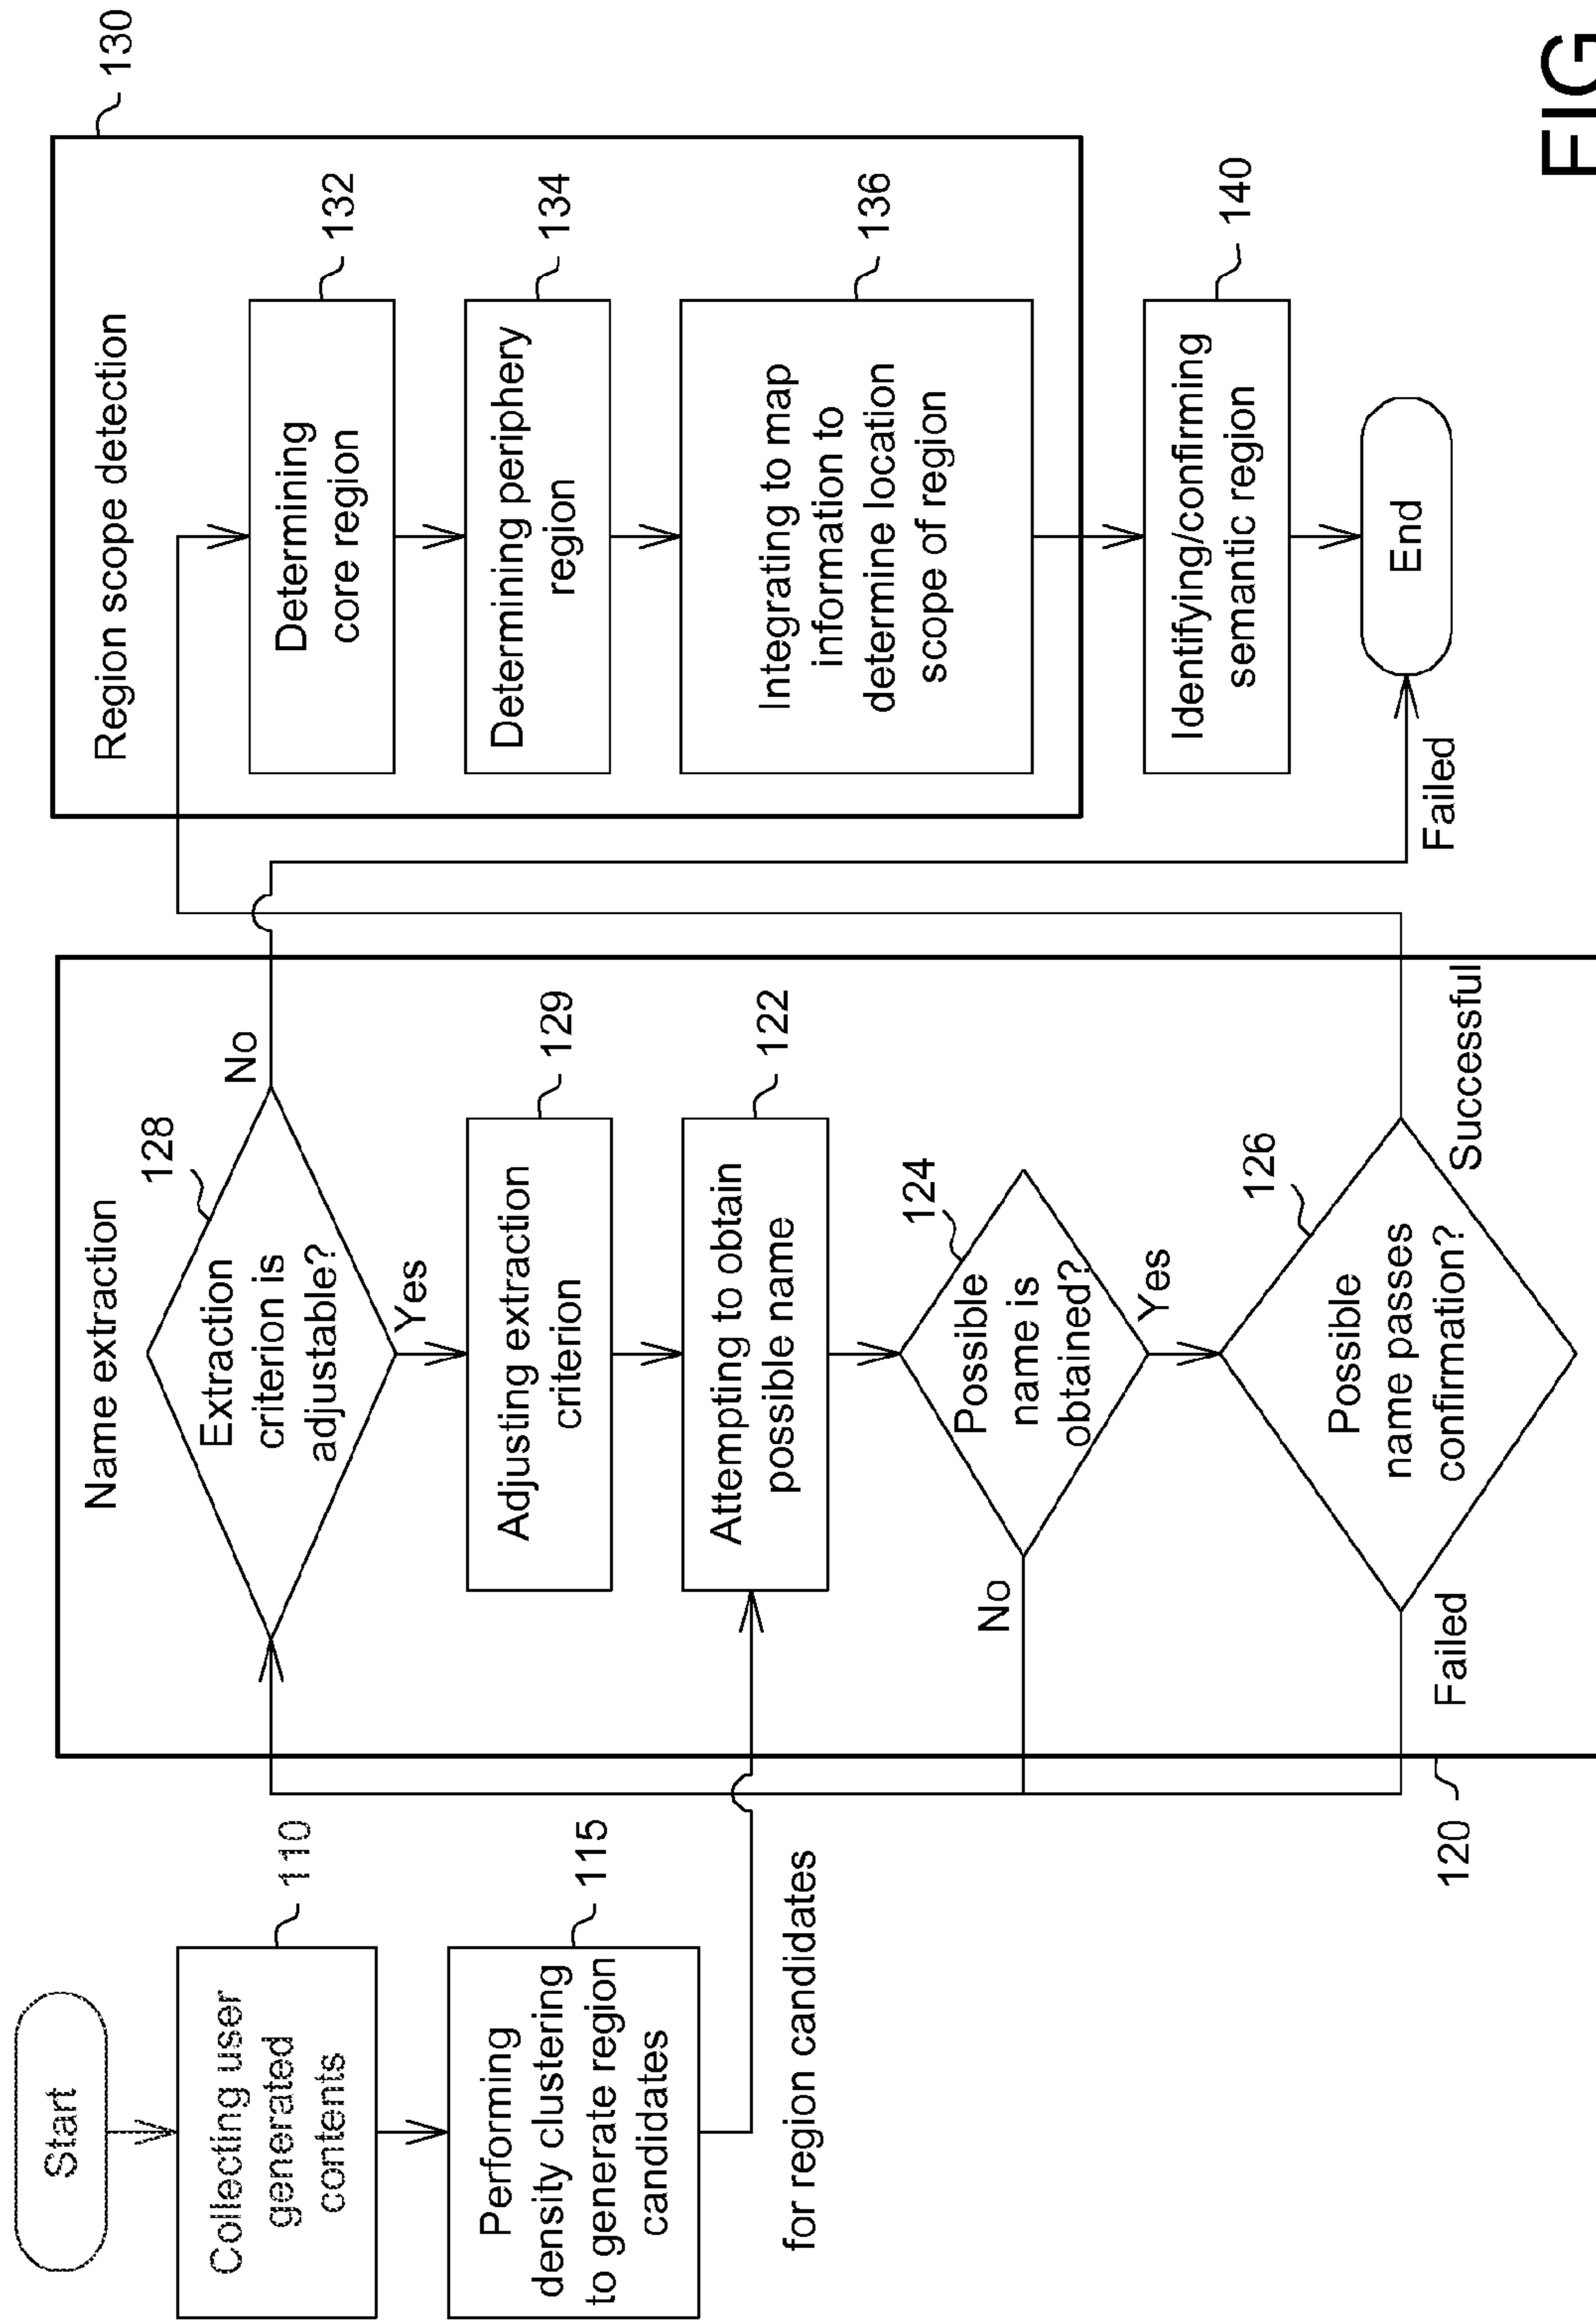 Start
Collecting user
generated
contents
110
Performing
density clustering
to generate region
candidates
115
for region candidates
Name extraction
Extraction
criterion is
adjustable?
128
No
Yes
Adjusting extraction
criterion
129
Attempting to obtain
possible name
122
Possible
name is
obtained?
124
No
Yes
Possible
name passes
confirmation?
126
Failed
Successful
120
Region scope detection
130
Determining
core region
132
Determining periphery
region
134
Integrating to map
information to
determine location
scope of region
136
Identifying/confirming
semantic region
140
End
Failed
FIG